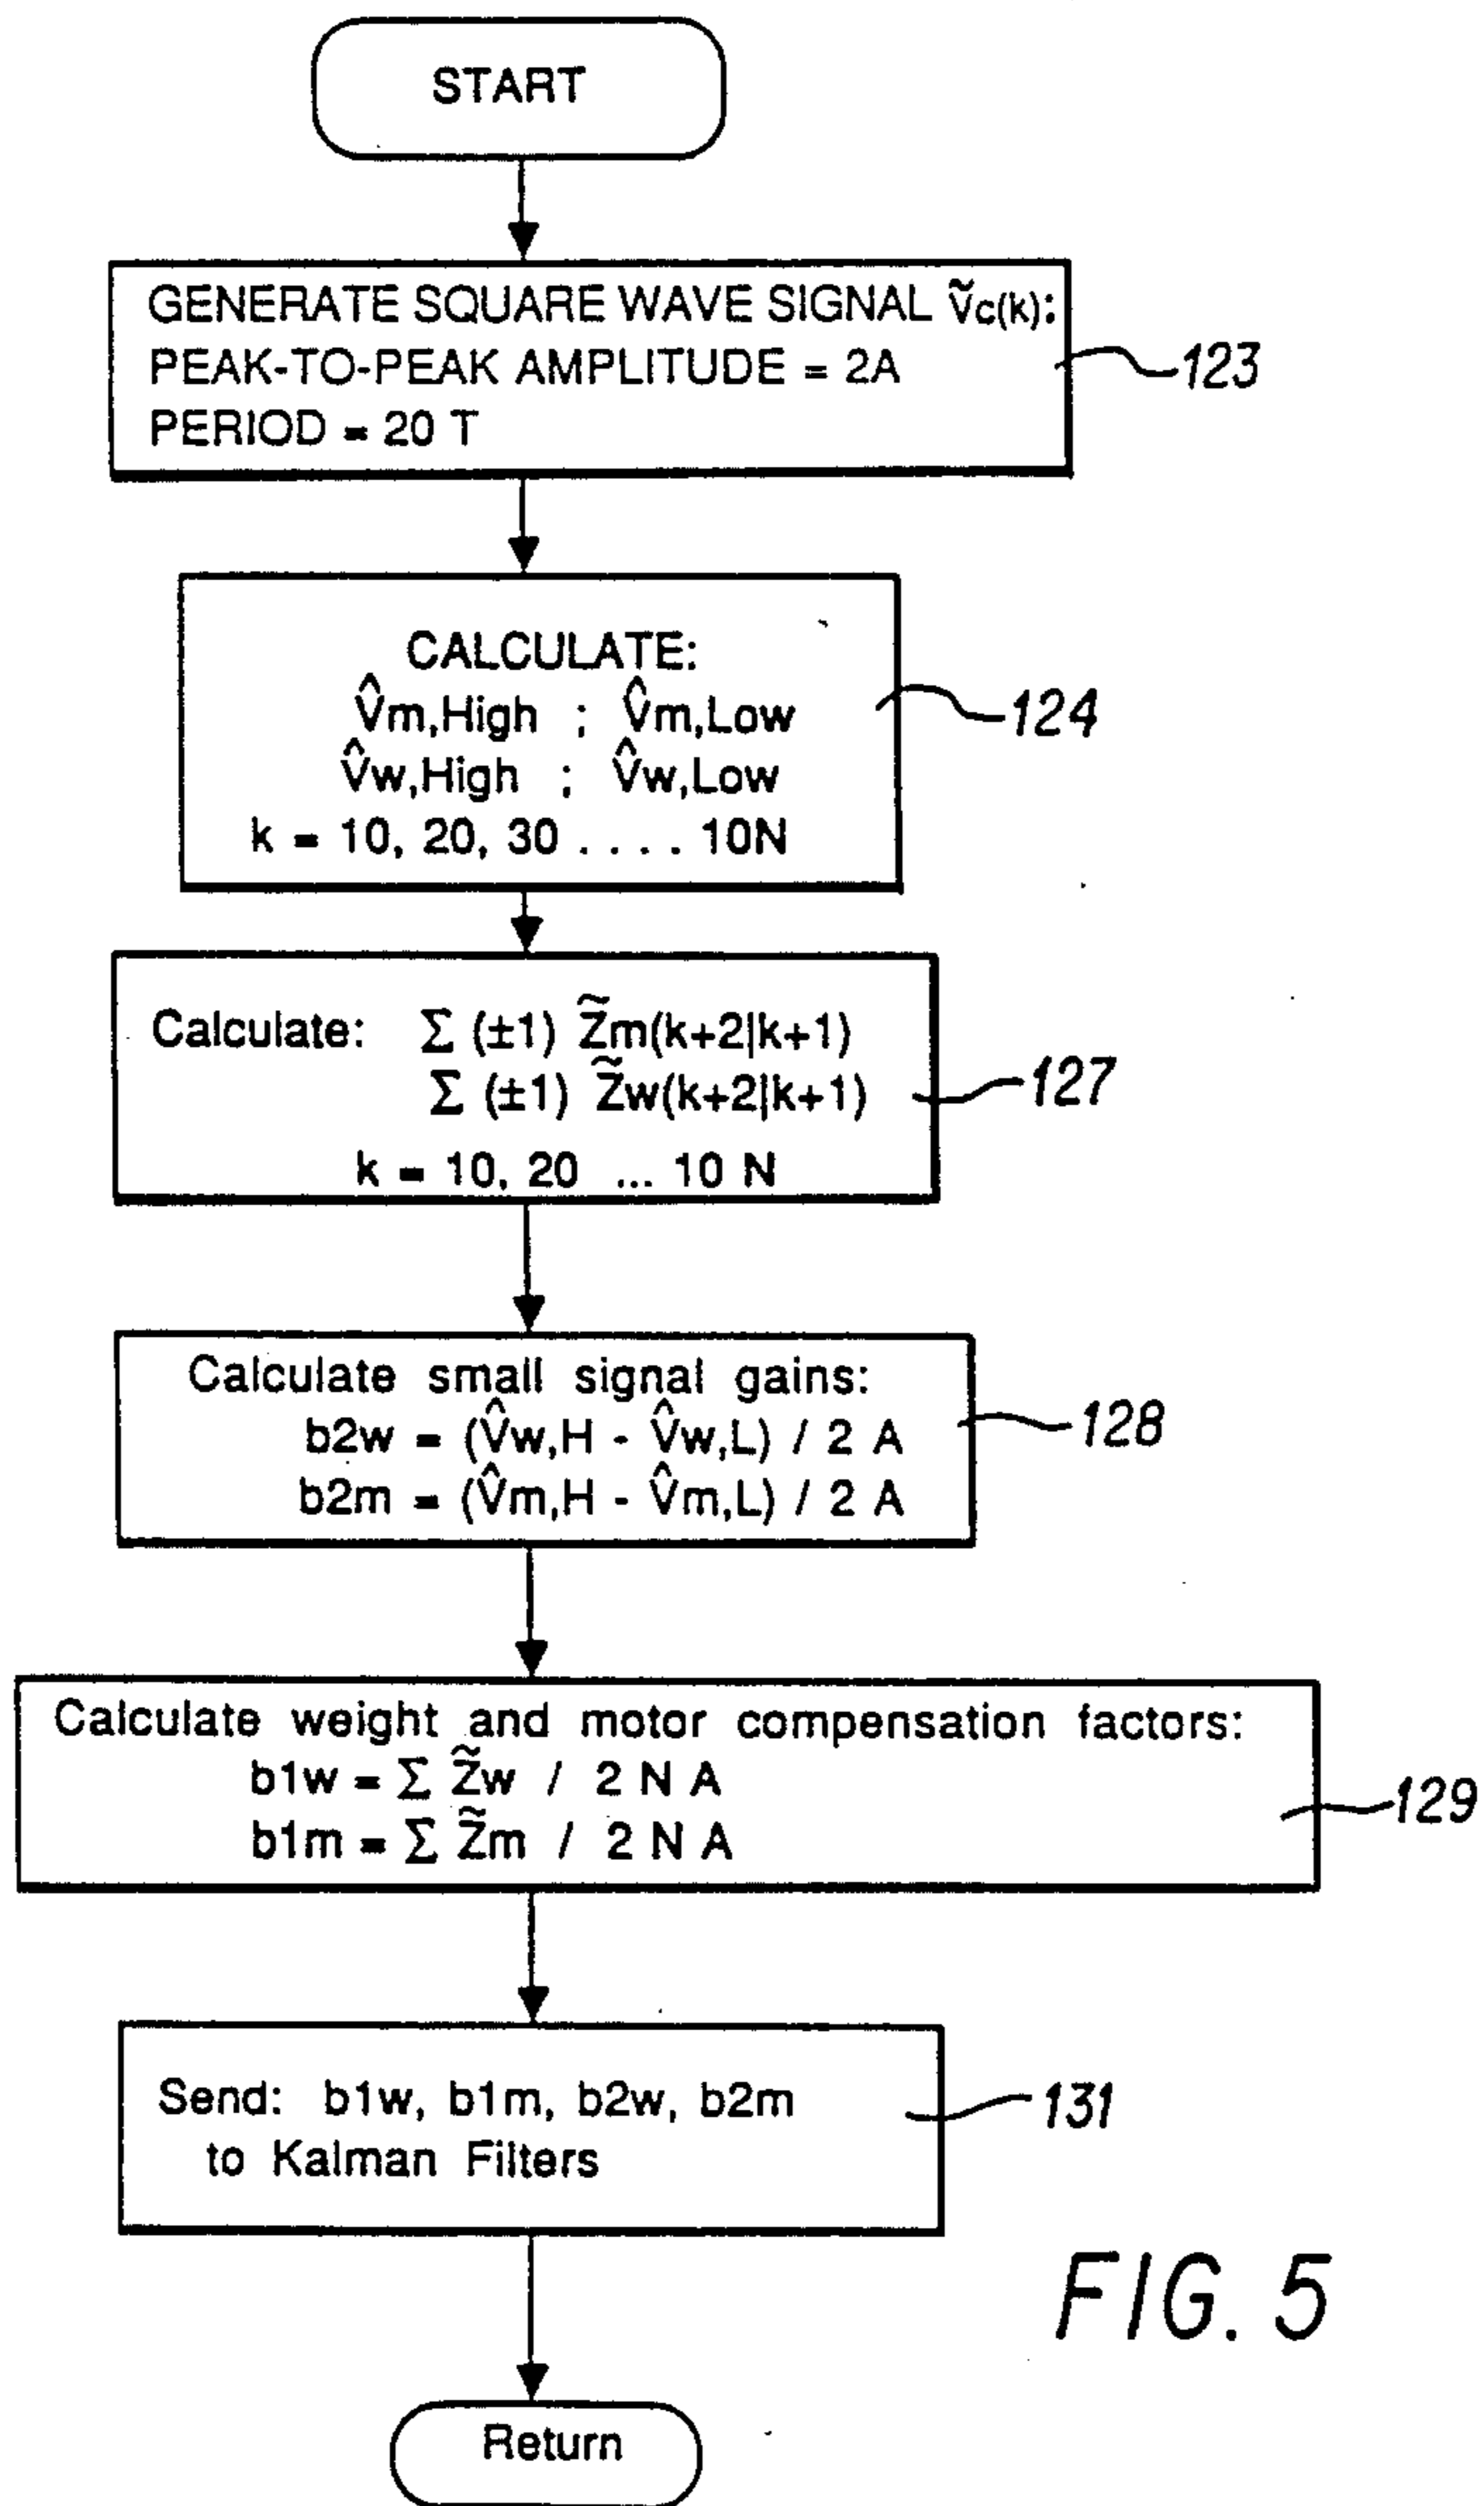 START
GENERATE SQUARE WAVE SIGNAL ṽc(k):
PEAK-TO-PEAK AMPLITUDE = 2A
PERIOD = 20 T
123
CALCULATE:
V̂m,High ; V̂m,Low
V̂w,High ; V̂w,Low
k = 10, 20, 30 . . . . 10N
124
Calculate: Σ (±1) Z̃m(k+2|k+1)
Σ (±1) Z̃w(k+2|k+1)
k = 10, 20 ... 10 N
127
Calculate small signal gains:
b2w = (V̂w,H - V̂w,L) / 2 A
b2m = (V̂m,H - V̂m,L) / 2 A
128
Calculate weight and motor compensation factors:
b1w = Σ Z̃w / 2 N A
b1m = Σ Z̃m / 2 N A
129
Send: b1w, b1m, b2w, b2m
to Kalman Filters
131
FIG. 5
Return